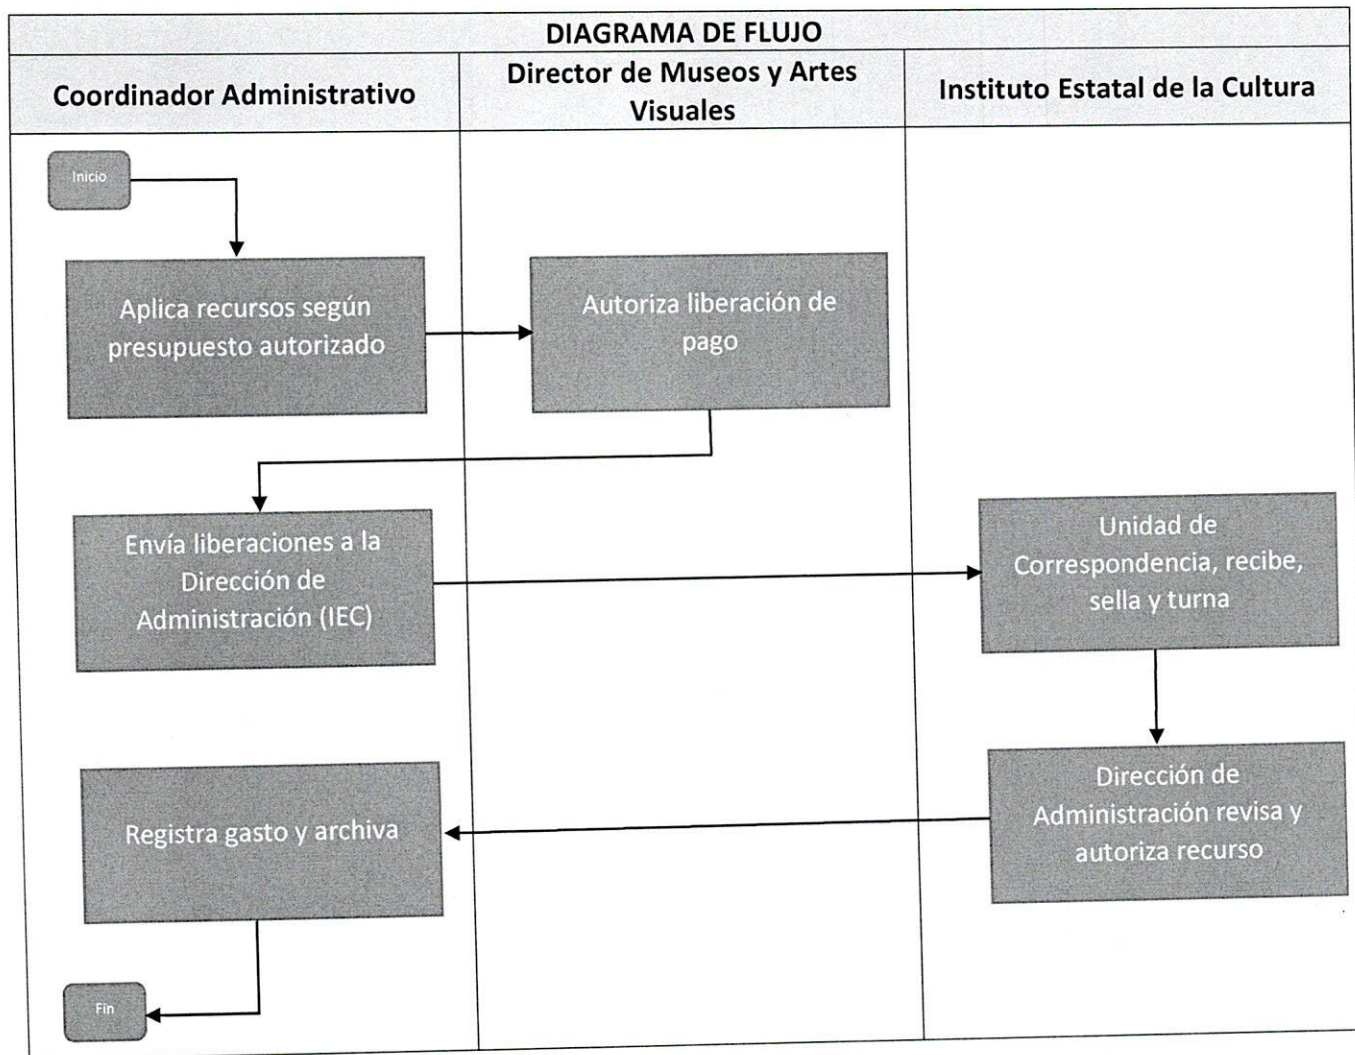 DIAGRAMA DE FLUJO
Coordinador Administrativo
Director de Museos y Artes
Visuales
Instituto Estatal de la Cultura
Inicio
Aplica recursos según
presupuesto autorizado
Autoriza liberación de
pago
Envía liberaciones a la
Dirección de
Administración (IEC)
Unidad de
Correspondencia, recibe,
sella y turna
Registra gasto y archiva
Dirección de
Administración revisa y
autoriza recurso
Fin